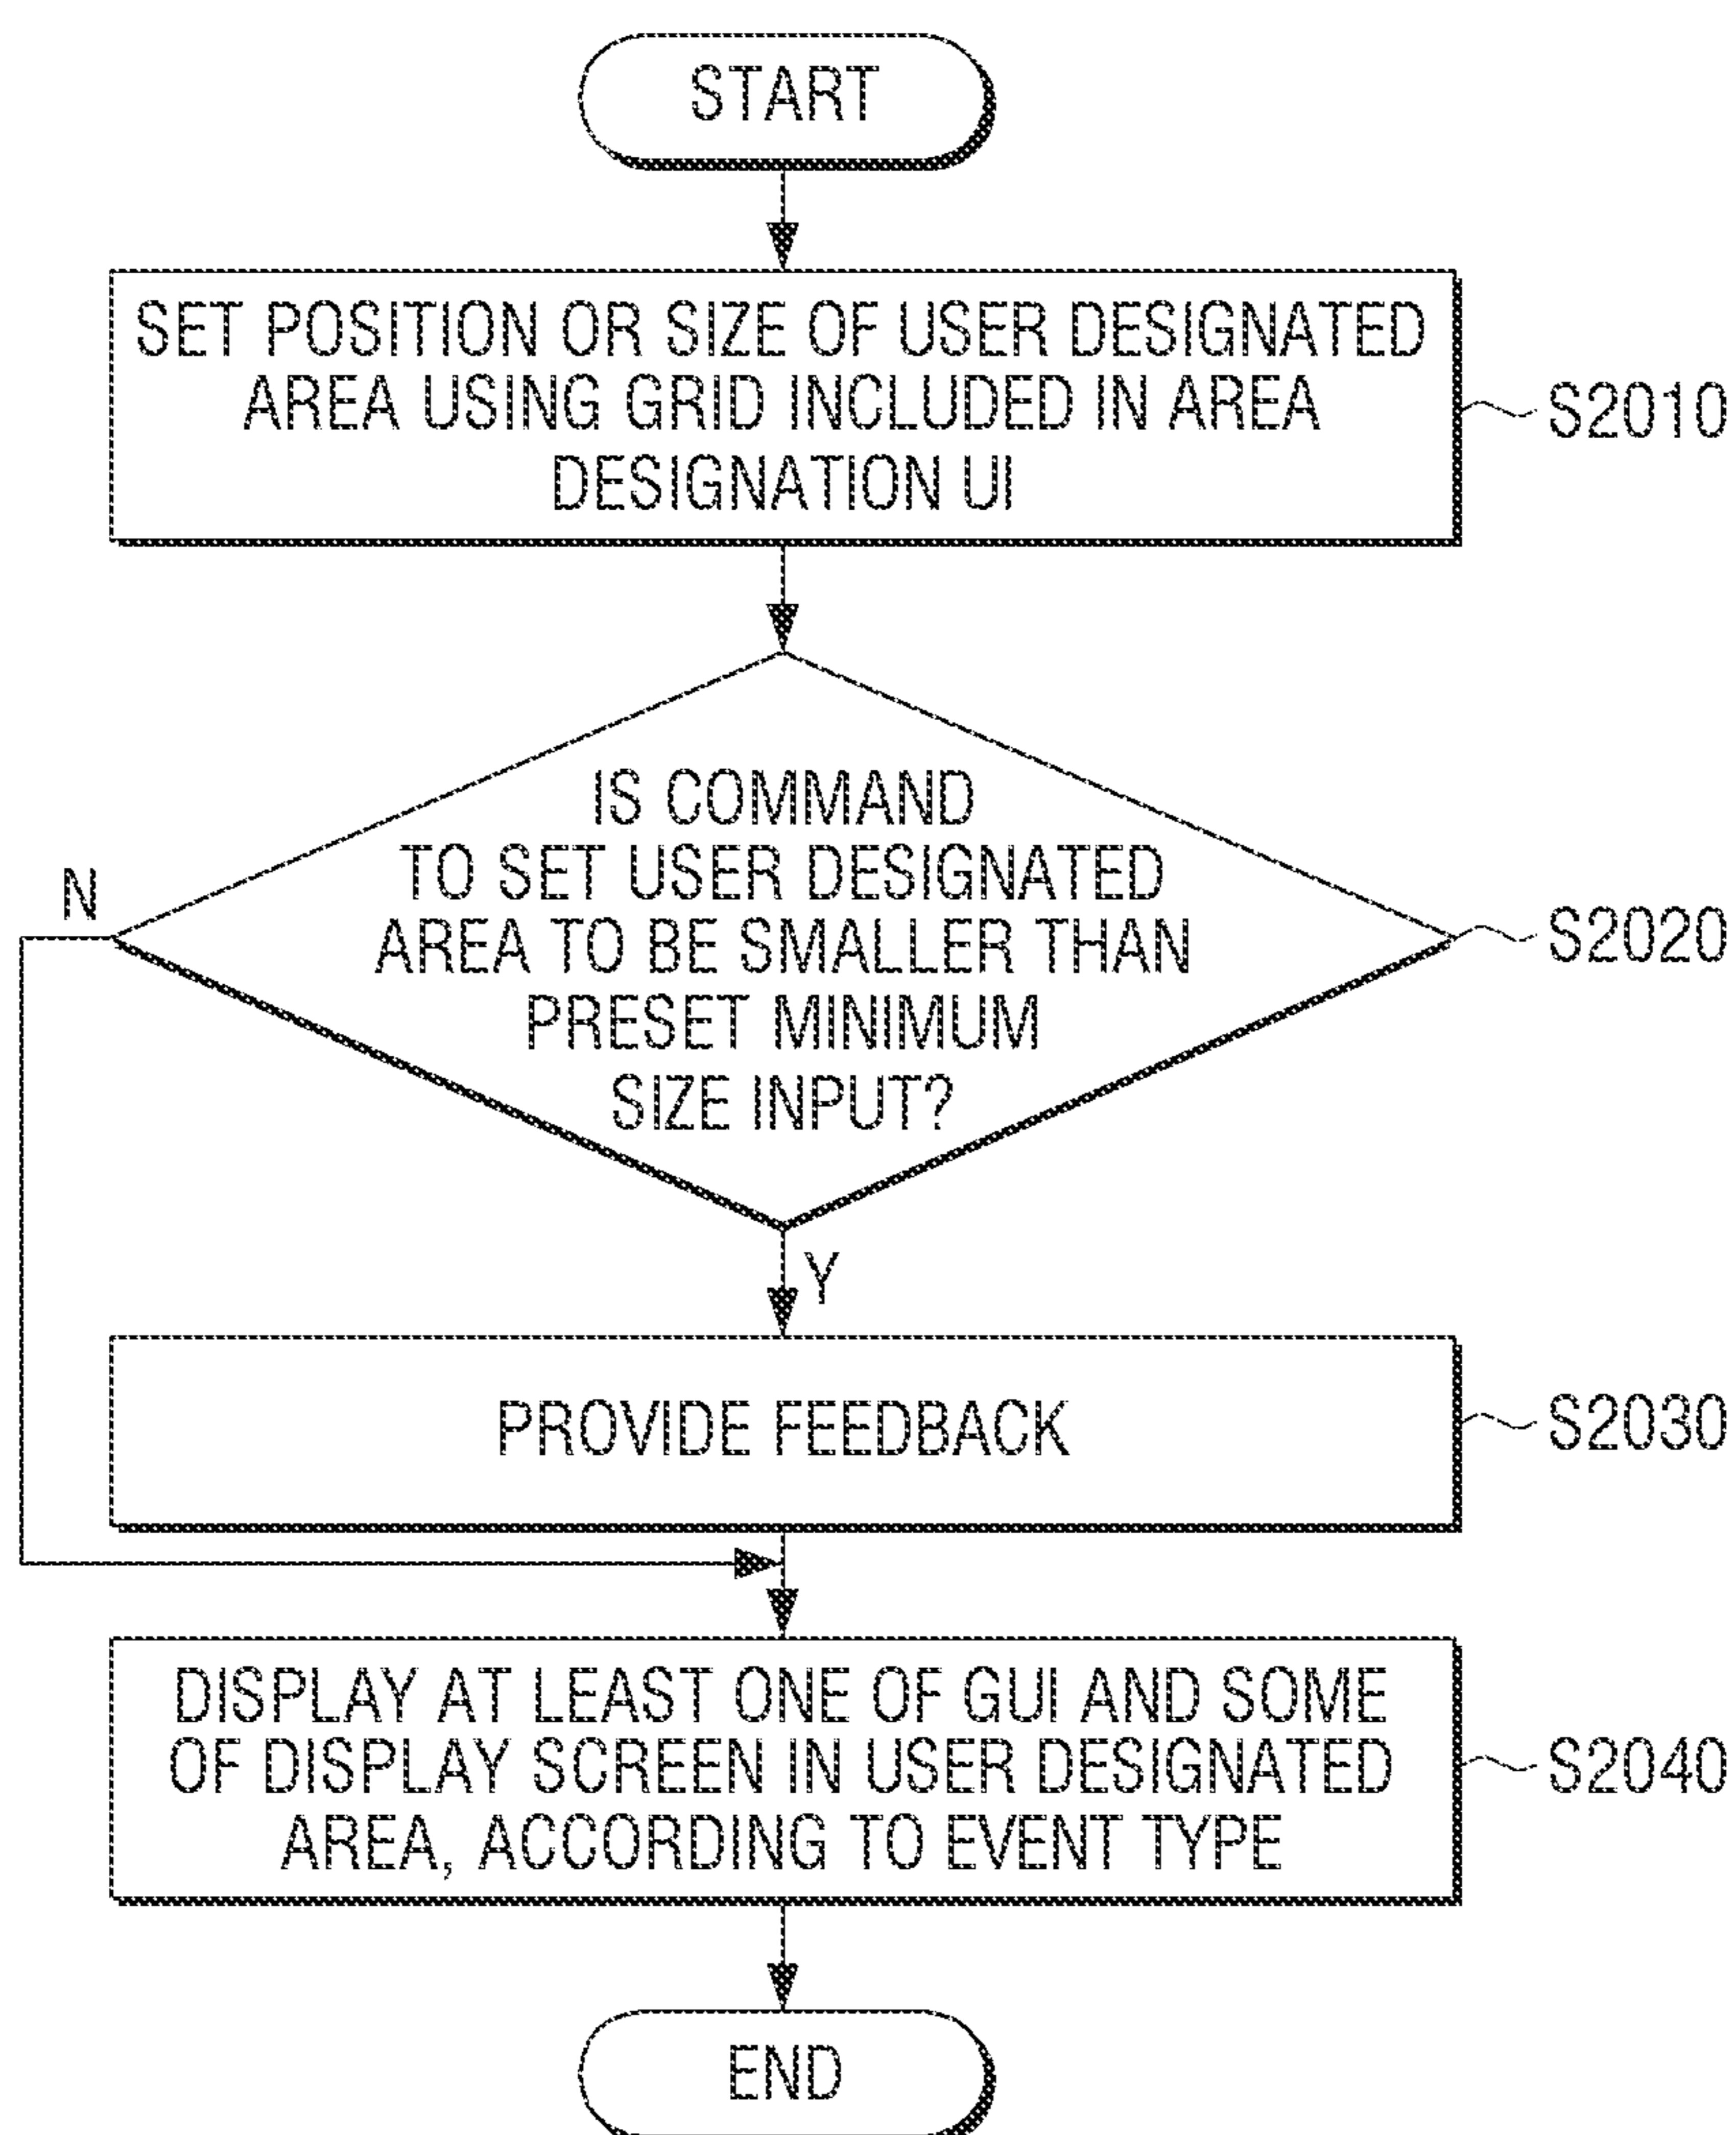 START
SET POSITION OR SIZE OF USER DESIGNATED
AREA USING GRID INCLUDED IN AREA
DESIGNATION UI
S2010
IS COMMAND
TO SET USER DESIGNATED
AREA TO BE SMALLER THAN
PRESET MINIMUM
SIZE INPUT?
N
S2020
Y
PROVIDE FEEDBACK
S2030
DISPLAY AT LEAST ONE OF GUI AND SOME
OF DISPLAY SCREEN IN USER DESIGNATED
AREA, ACCORDING TO EVENT TYPE
S2040
END